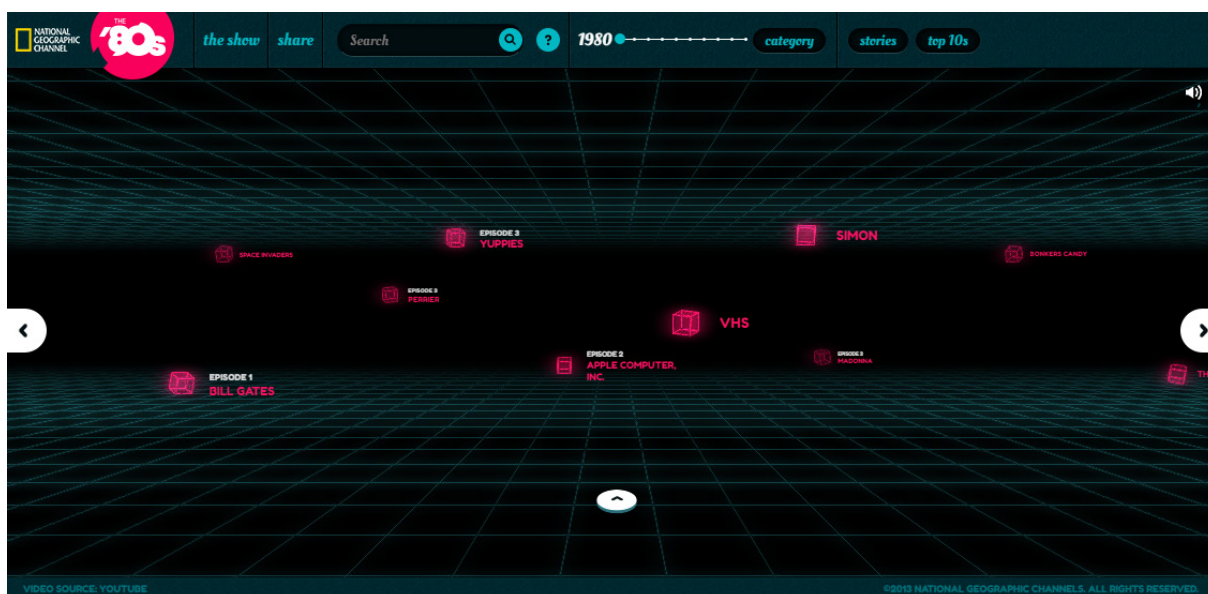 NATIONAL
GEOGRAPHIC
CHANNEL
THE
'80s
the show
share
Search
?
1980
category
stories
top 10s
EPISODE 3
YUPPIES
SIMON
SPACE INVADERS
BONKERS CANDY
EPISODE 3
PERRIER
VHS
EPISODE 2
APPLE COMPUTER,
INC.
EPISODE 3
MADONNA
EPISODE 1
BILL GATES
TH
VIDEO SOURCE: YOUTUBE
©2013 NATIONAL GEOGRAPHIC CHANNELS. ALL RIGHTS RESERVED.